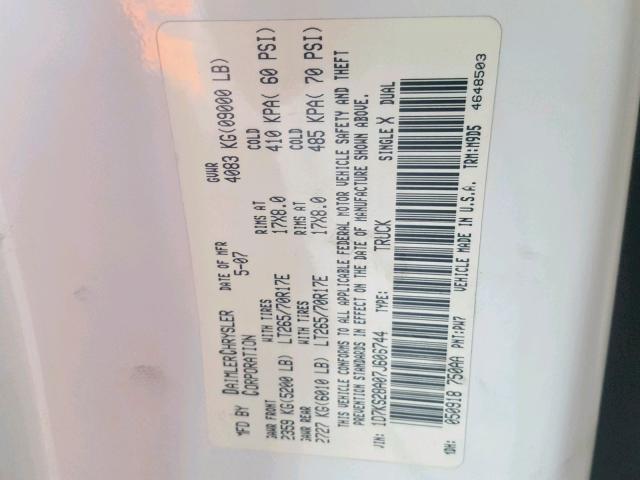 MFD BY DAIMLERCHRYSLER CORPORATION
DATE OF MFR 5-07
GVWR 4083 KG(09000 LB)
GAWR FRONT 2359 KG(5200 LB)
WITH TIRES LT265/70R17E
RIMS AT 17X8.0
COLD 410 KPA( 60 PSI)
GAWR REAR 2727 KG(6010 LB)
WITH TIRES LT265/70R17E
RIMS AT 17X8.0
COLD 485 KPA( 70 PSI)
THIS VEHICLE CONFORMS TO ALL APPLICABLE FEDERAL MOTOR VEHICLE SAFETY AND THEFT
PREVENTION STANDARDS IN EFFECT ON THE DATE OF MANUFACTURE SHOWN ABOVE.
VIN: 1D7KS28A07J606744 TYPE: TRUCK SINGLE X DUAL
MDH: 050918 750AA PNT:PW7 VEHICLE MADE IN U.S.A. TRM:M9D5
4648503